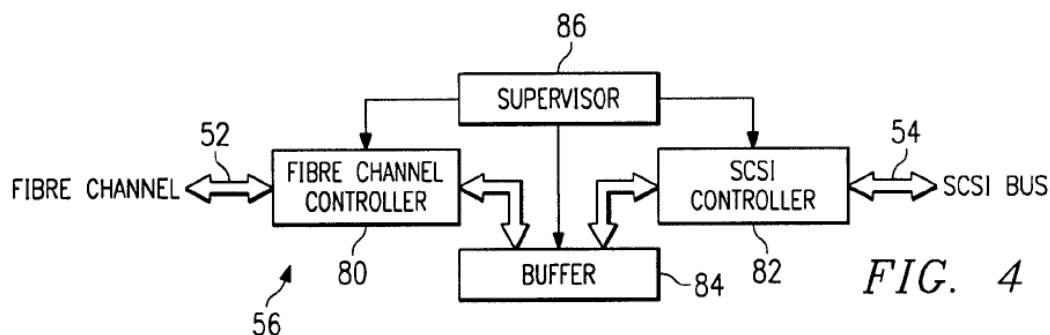 86
SUPERVISOR
52
54
FIBRE CHANNEL
FIBRE CHANNEL
CONTROLLER
SCSI
CONTROLLER
SCSI BUS
80
BUFFER
84
82
56
FIG. 4